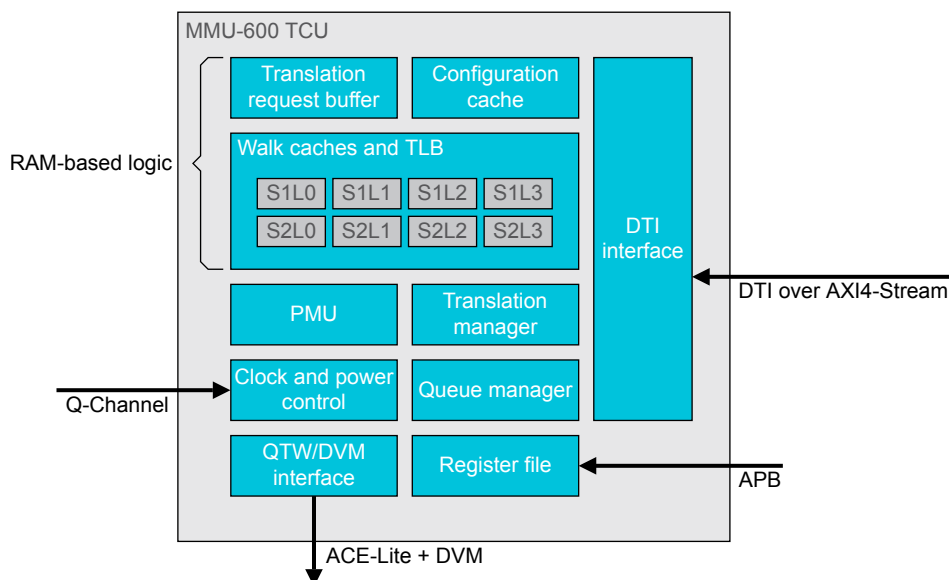 MMU-600 TCU
Translation
request buffer
Configuration
cache
RAM-based logic
Walk caches and TLB
S1L0 S1L1 S1L2 S1L3
S2L0 S2L1 S2L2 S2L3
DTI
interface
DTI over AXI4-Stream
PMU
Translation
manager
Q-Channel
Clock and power
control
Queue manager
QTW/DVM
interface
Register file
APB
ACE-Lite + DVM